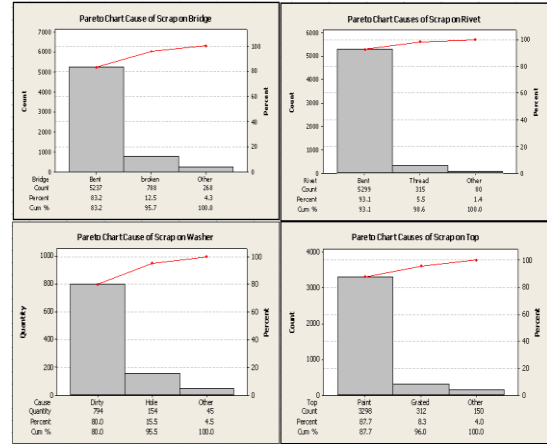 Pareto Chart Cause of Scrap on Bridge
7000
6000
5000
4000
3000
2000
1000
0
Count
100
80
60
40
20
0
Percent
Bridge Bent broken Other
Count 5237 788 268
Percent 83.2 12.5 4.3
Cum % 83.2 95.7 100.0
Pareto Chart Causes of Scrap on Rivet
6000
5000
4000
3000
2000
1000
0
Count
100
80
60
40
20
0
Percent
Rivet Bent Thread Other
Count 5299 315 80
Percent 93.1 5.5 1.4
Cum % 93.1 98.6 100.0
Pareto Chart Cause of Scrap on Washer
1000
800
600
400
200
0
Quantity
100
80
60
40
20
0
Percent
Cause Dirty Hole Other
Quantity 794 154 45
Percent 80.0 15.5 4.5
Cum % 80.0 95.5 100.0
Pareto Chart Causes of Scrap on Top
4000
3000
2000
1000
0
Count
100
80
60
40
20
0
Percent
Top Paint Grated Other
Count 3298 312 150
Percent 87.7 8.3 4.0
Cum % 87.7 96.0 100.0